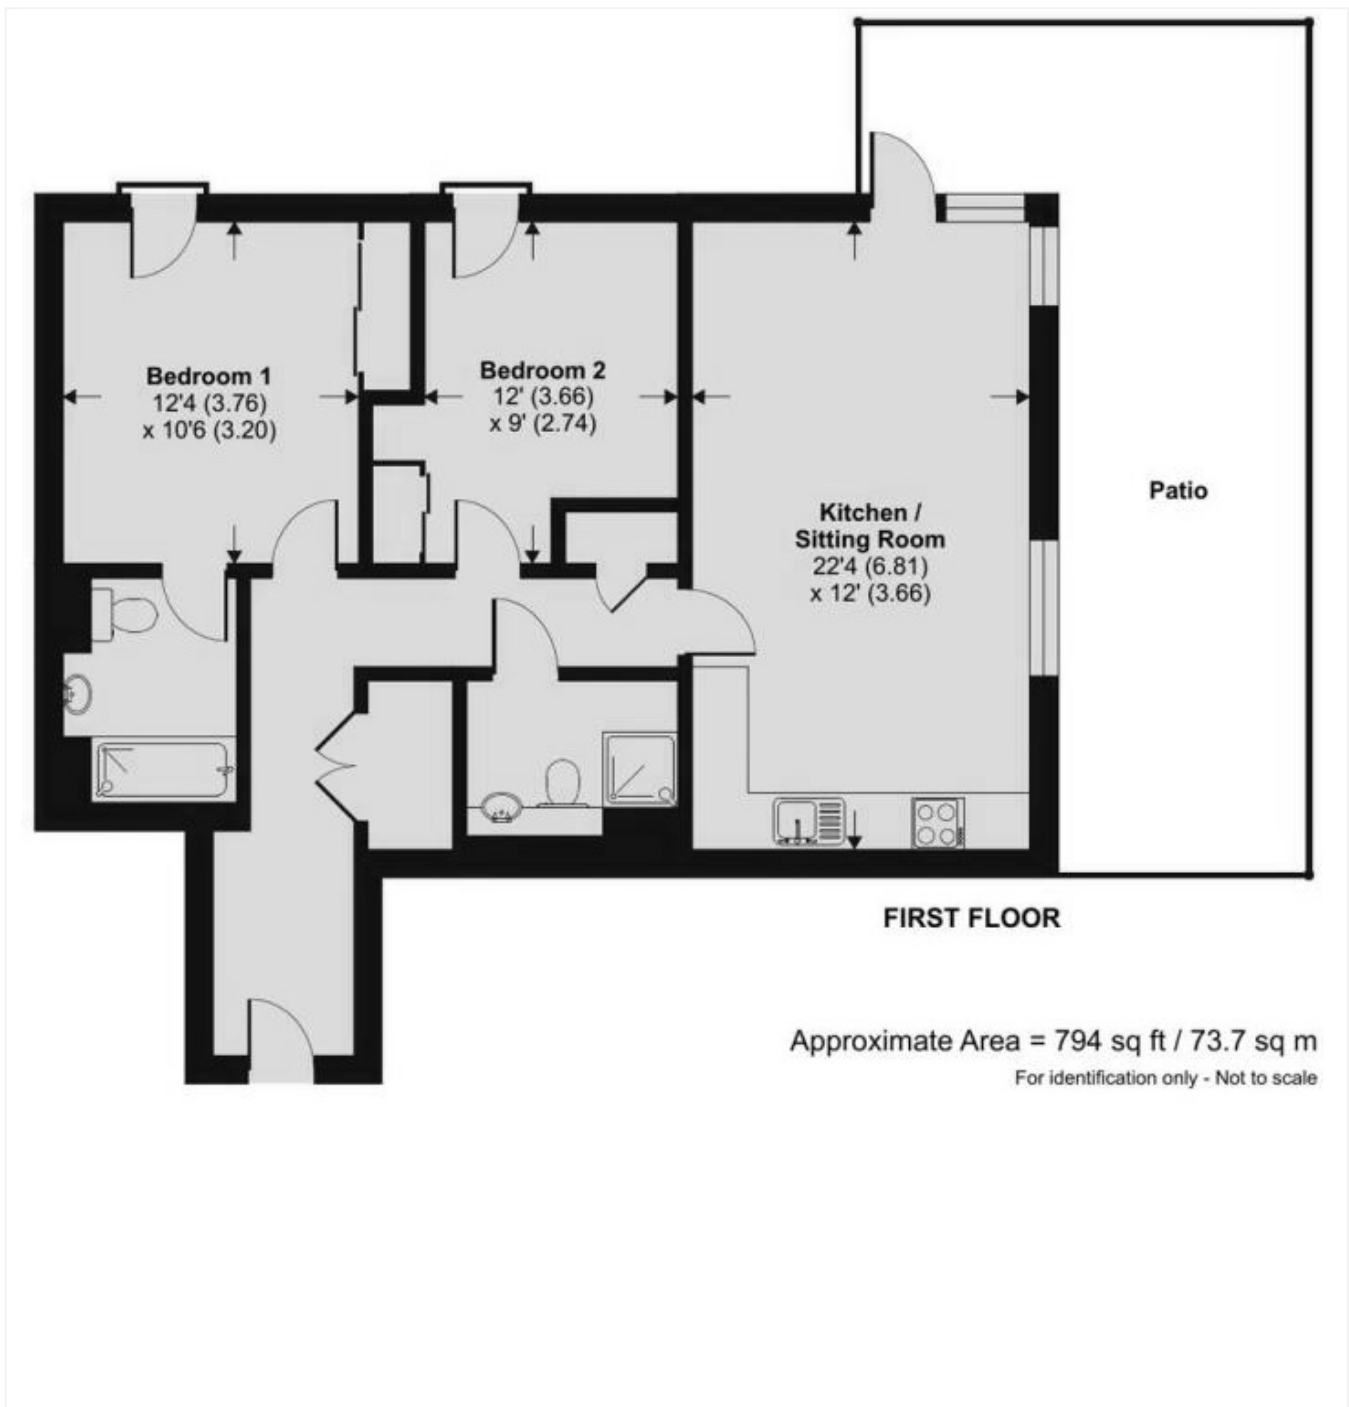 Bedroom 1
12'4 (3.76)
x 10'6 (3.20)
Bedroom 2
12' (3.66)
x 9' (2.74)
Kitchen /
Sitting Room
22'4 (6.81)
x 12' (3.66)
Patio
FIRST FLOOR
Approximate Area = 794 sq ft / 73.7 sq m
For identification only - Not to scale